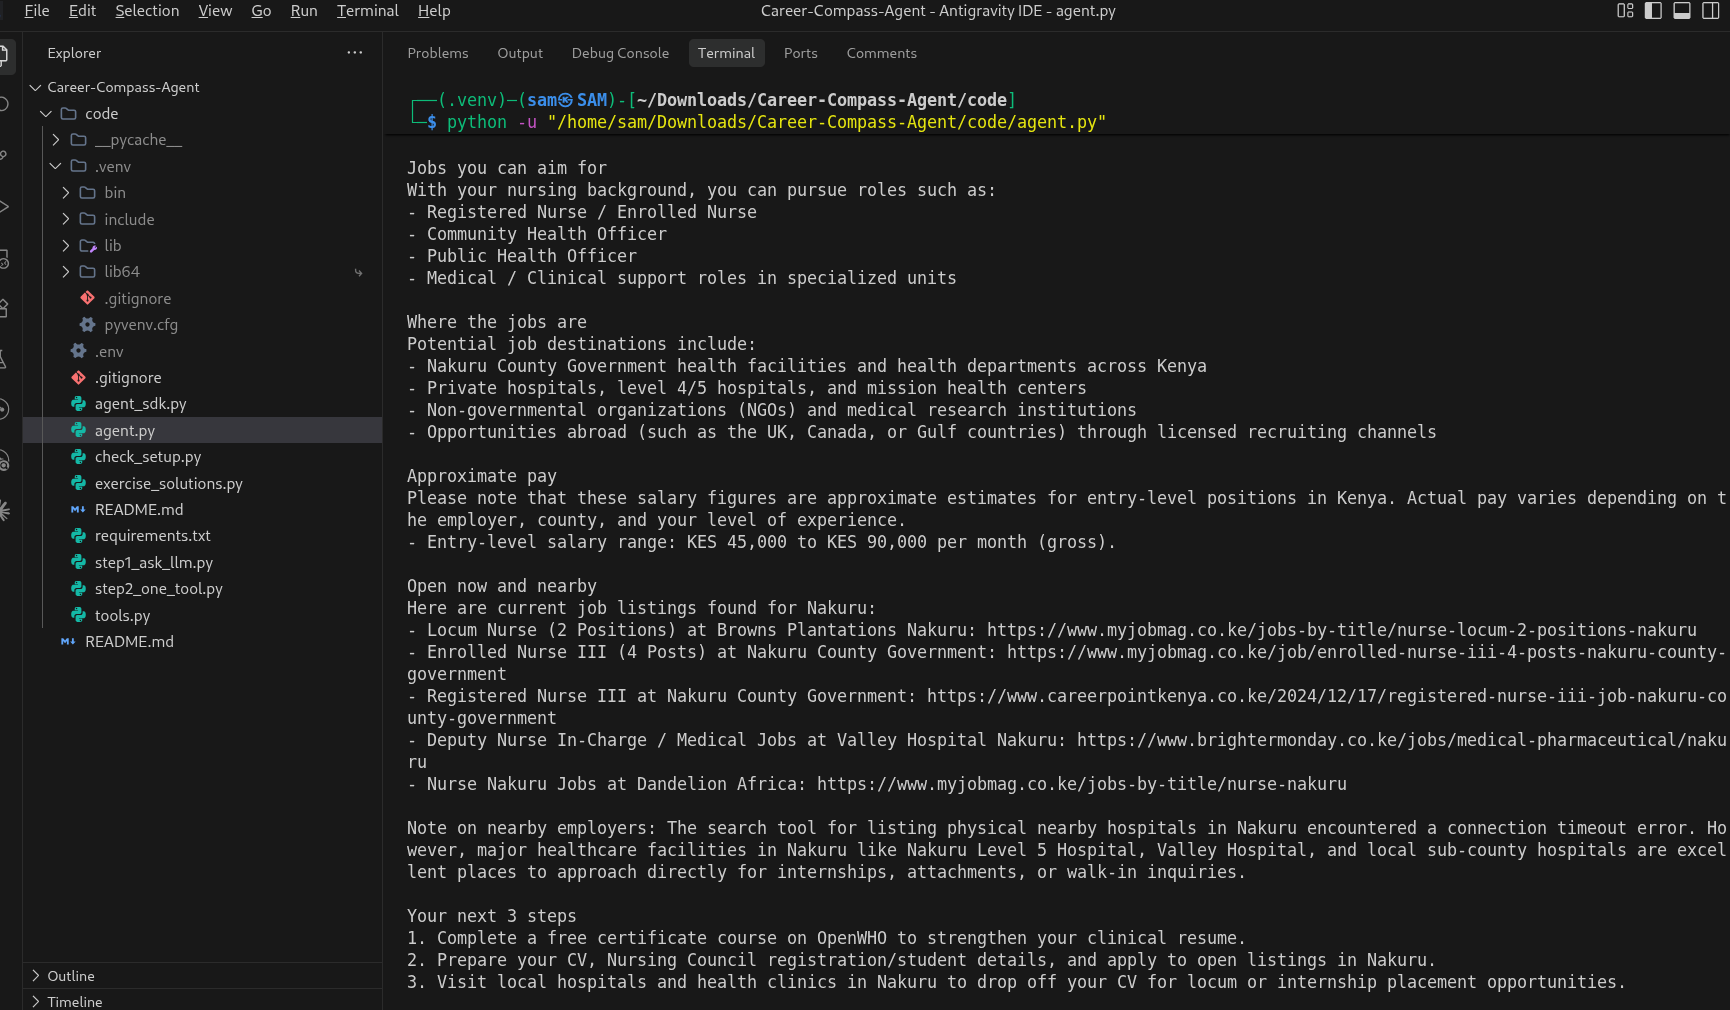 File Edit Selection View Go Run Terminal Help
Career-Compass-Agent - Antigravity IDE - agent.py
Explorer
Career-Compass-Agent
code
__pycache__
.venv
bin
include
lib
lib64
.gitignore
pyvenv.cfg
.env
.gitignore
agent_sdk.py
agent.py
check_setup.py
exercise_solutions.py
README.md
requirements.txt
step1_ask_llm.py
step2_one_tool.py
tools.py
README.md
Outline
Timeline
Problems Output Debug Console Terminal Ports Comments
┌──(.venv)─(sam㉿SAM)-[~/Downloads/Career-Compass-Agent/code]
└─$ python -u "/home/sam/Downloads/Career-Compass-Agent/code/agent.py"
Jobs you can aim for
With your nursing background, you can pursue roles such as:
- Registered Nurse / Enrolled Nurse
- Community Health Officer
- Public Health Officer
- Medical / Clinical support roles in specialized units
Where the jobs are
Potential job destinations include:
- Nakuru County Government health facilities and health departments across Kenya
- Private hospitals, level 4/5 hospitals, and mission health centers
- Non-governmental organizations (NGOs) and medical research institutions
- Opportunities abroad (such as the UK, Canada, or Gulf countries) through licensed recruiting channels
Approximate pay
Please note that these salary figures are approximate estimates for entry-level positions in Kenya. Actual pay varies depending on t
he employer, county, and your level of experience.
- Entry-level salary range: KES 45,000 to KES 90,000 per month (gross).
Open now and nearby
Here are current job listings found for Nakuru:
- Locum Nurse (2 Positions) at Browns Plantations Nakuru: https://www.myjobmag.co.ke/jobs-by-title/nurse-locum-2-positions-nakuru
- Enrolled Nurse III (4 Posts) at Nakuru County Government: https://www.myjobmag.co.ke/job/enrolled-nurse-iii-4-posts-nakuru-county-
government
- Registered Nurse III at Nakuru County Government: https://www.careerpointkenya.co.ke/2024/12/17/registered-nurse-iii-job-nakuru-co
unty-government
- Deputy Nurse In-Charge / Medical Jobs at Valley Hospital Nakuru: https://www.brightermonday.co.ke/jobs/medical-pharmaceutical/naku
ru
- Nurse Nakuru Jobs at Dandelion Africa: https://www.myjobmag.co.ke/jobs-by-title/nurse-nakuru
Note on nearby employers: The search tool for listing physical nearby hospitals in Nakuru encountered a connection timeout error. Ho
wever, major healthcare facilities in Nakuru like Nakuru Level 5 Hospital, Valley Hospital, and local sub-county hospitals are excel
lent places to approach directly for internships, attachments, or walk-in inquiries.
Your next 3 steps
1. Complete a free certificate course on OpenWHO to strengthen your clinical resume.
2. Prepare your CV, Nursing Council registration/student details, and apply to open listings in Nakuru.
3. Visit local hospitals and health clinics in Nakuru to drop off your CV for locum or internship placement opportunities.